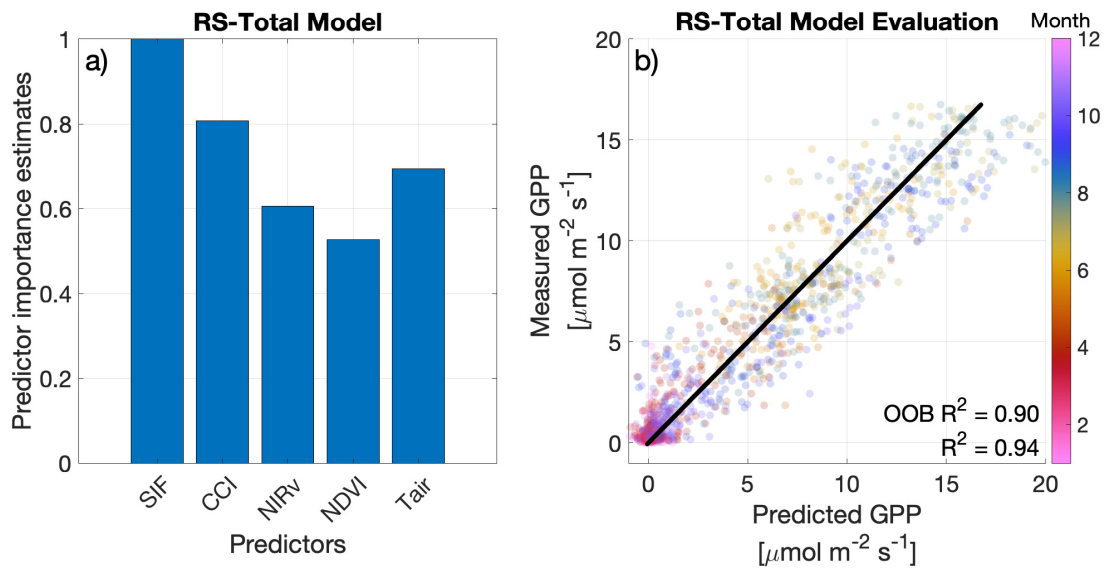 RS-Total Model
a)
Predictor importance estimates
1
0.8
0.6
0.4
0.2
0
SIF
CCI
NIRv
NDVI
Tair
Predictors
RS-Total Model Evaluation
Month
b)
Measured GPP
[μmol m⁻² s⁻¹]
20
15
10
5
0
0 5 10 15 20
Predicted GPP
[μmol m⁻² s⁻¹]
OOB R² = 0.90
R² = 0.94
12
10
8
6
4
2